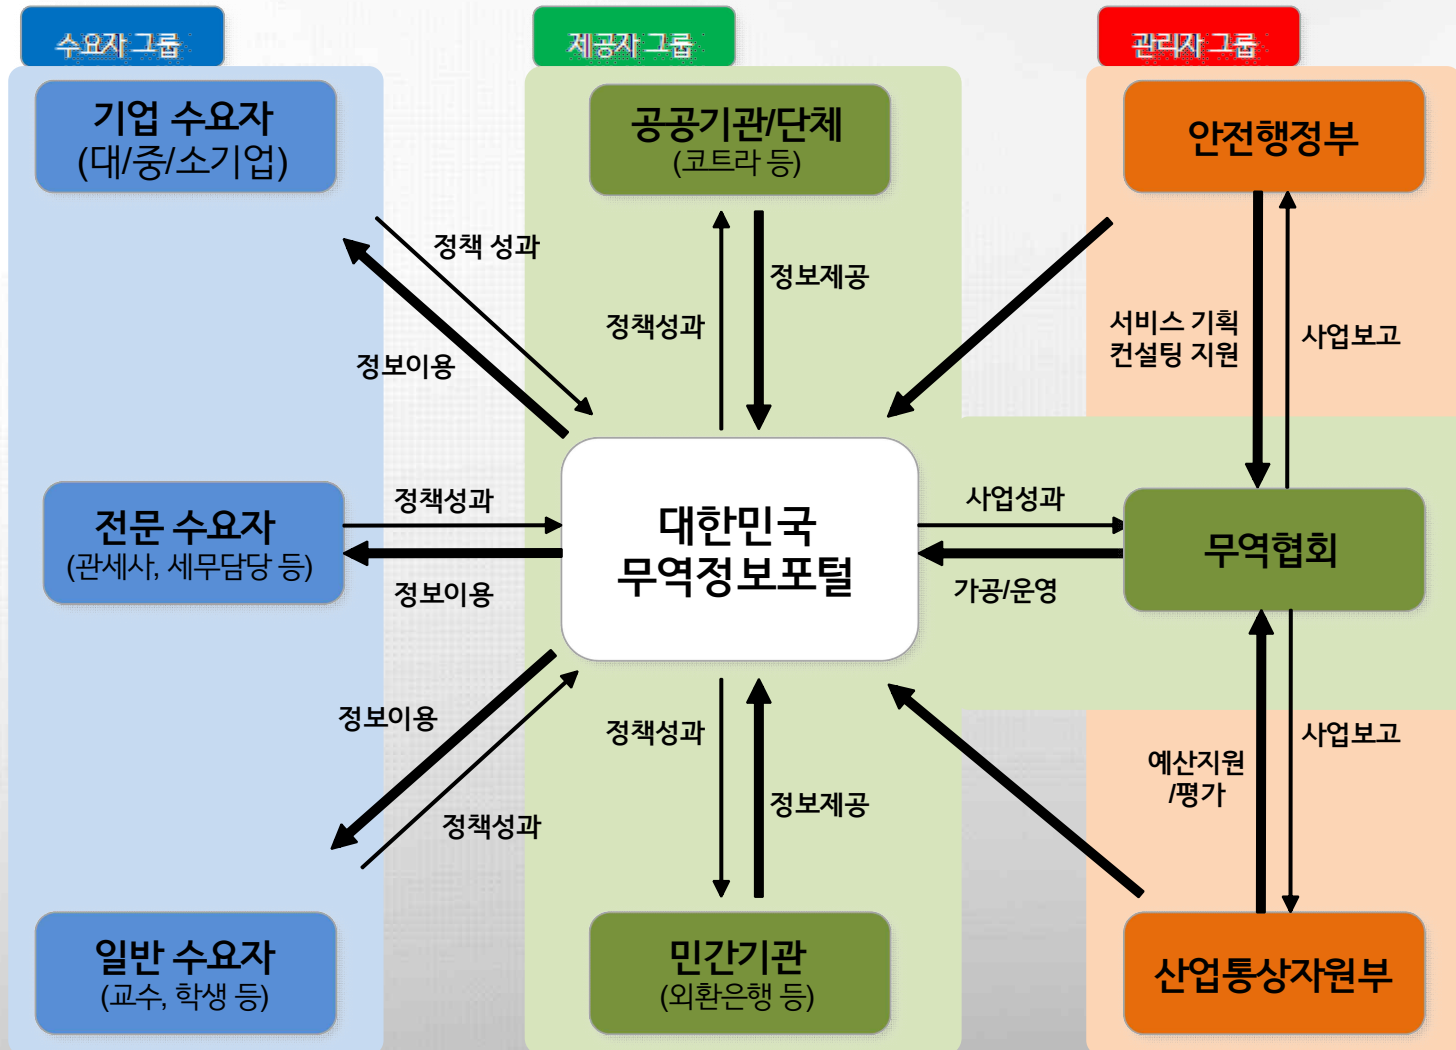 수요자 그룹
제공자 그룹
관리자 그룹
기업 수요자
(대/중/소기업)
공공기관/단체
(코트라 등)
안전행정부
정책 성과
정보이용
정책성과
정보제공
서비스 기획
컨설팅 지원
사업보고
전문 수요자
(관세사, 세무담당 등)
정책성과
정보이용
대한민국
무역정보포털
사업성과
가공/운영
무역협회
정보이용
정책성과
정책성과
정보제공
예산지원
/평가
사업보고
일반 수요자
(교수, 학생 등)
민간기관
(외환은행 등)
산업통상자원부